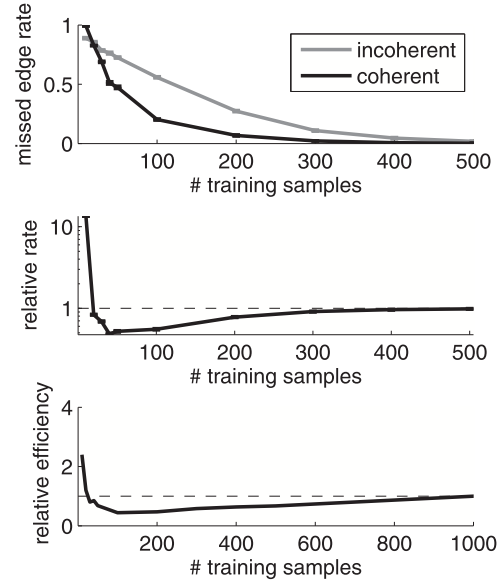 missed edge rate
1
0.5
0
incoherent
coherent
100 200 300 400 500
# training samples
relative rate
10
1
100 200 300 400 500
# training samples
relative efficiency
4
2
0
200 400 600 800 1000
# training samples